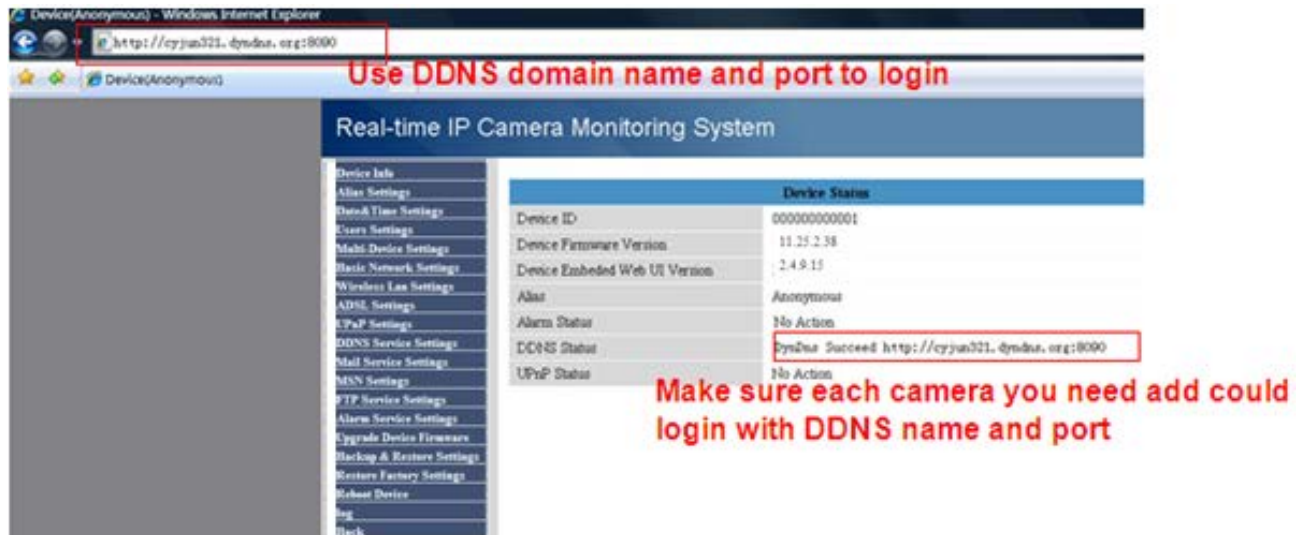 Device(Anonymous) - Windows Internet Explorer
http://cyjun321.dyndns.org:8090
Device(Anonymous)
Use DDNS domain name and port to login
Real-time IP Camera Monitoring System
Device Info
Alias Settings
Date&Time Settings
Users Settings
Multi-Device Settings
Basic Network Settings
Wireless Lan Settings
ADSL Settings
UPnP Settings
DDNS Service Settings
Mail Service Settings
MSN Settings
FTP Service Settings
Alarm Service Settings
Upgrade Device Firmware
Backup & Restore Settings
Restore Factory Settings
Reboot Device
log
Back
Device Status
Device ID 000000000001
Device Firmware Version 11.25.2.38
Device Embeded Web UI Version 2.4.9.15
Alias Anonymous
Alarm Status No Action
DDNS Status DynDns Succeed http://cyjun321.dyndns.org:8090
UPnP Status No Action
Make sure each camera you need add could
login with DDNS name and port